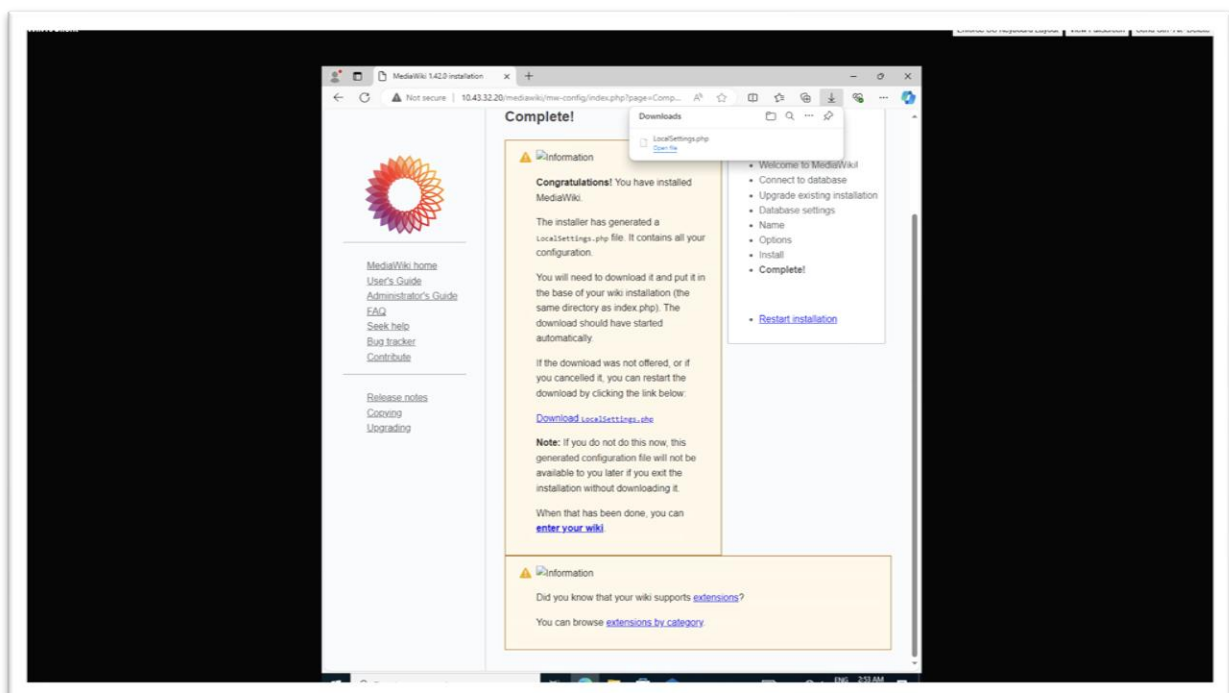 MediaWiki 1.42.0 installation
Not secure | 10.43.32.20/mediawiki/mw-config/index.php?page=Comp...
Downloads
LocalSettings.php
Open file
Complete!
Information
Congratulations! You have installed
MediaWiki.
The installer has generated a
LocalSettings.php file. It contains all your
configuration.
You will need to download it and put it in
the base of your wiki installation (the
same directory as index.php). The
download should have started
automatically.
If the download was not offered, or if
you cancelled it, you can restart the
download by clicking the link below:
Download LocalSettings.php
Note: If you do not do this now, this
generated configuration file will not be
available to you later if you exit the
installation without downloading it.
When that has been done, you can
enter your wiki.
Information
Did you know that your wiki supports extensions?
You can browse extensions by category.
MediaWiki home
User's Guide
Administrator's Guide
FAQ
Seek help
Bug tracker
Contribute
Release notes
Copying
Upgrading
Welcome to MediaWiki!
Connect to database
Upgrade existing installation
Database settings
Name
Options
Install
Complete!
Restart installation
ENG 2:53 AM